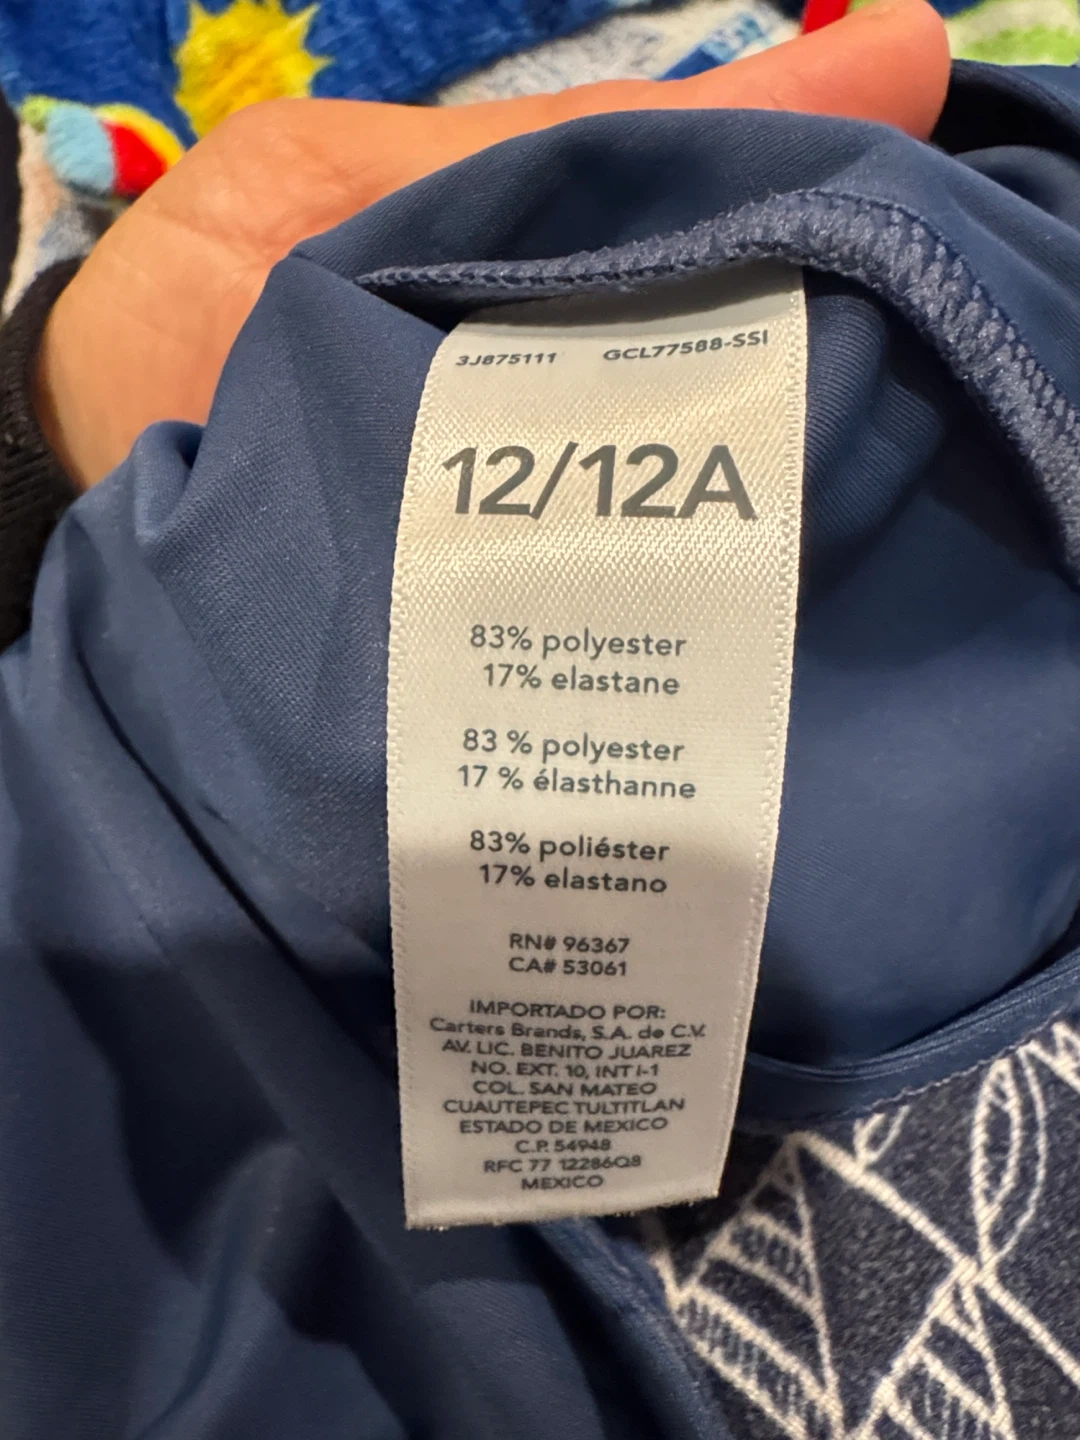 3J875111 GCL77588-SSI
12/12A
83% polyester
17% elastane
83 % polyester
17 % élasthanne
83% poliéster
17% elastano
RN# 96367
CA# 53061
IMPORTADO POR:
Carters Brands, S.A. de C.V.
AV. LIC. BENITO JUAREZ
NO. EXT. 10, INT I-1
COL. SAN MATEO
CUAUTEPEC TULTITLAN
ESTADO DE MEXICO
C.P. 54948
RFC 77 12286Q8
MEXICO